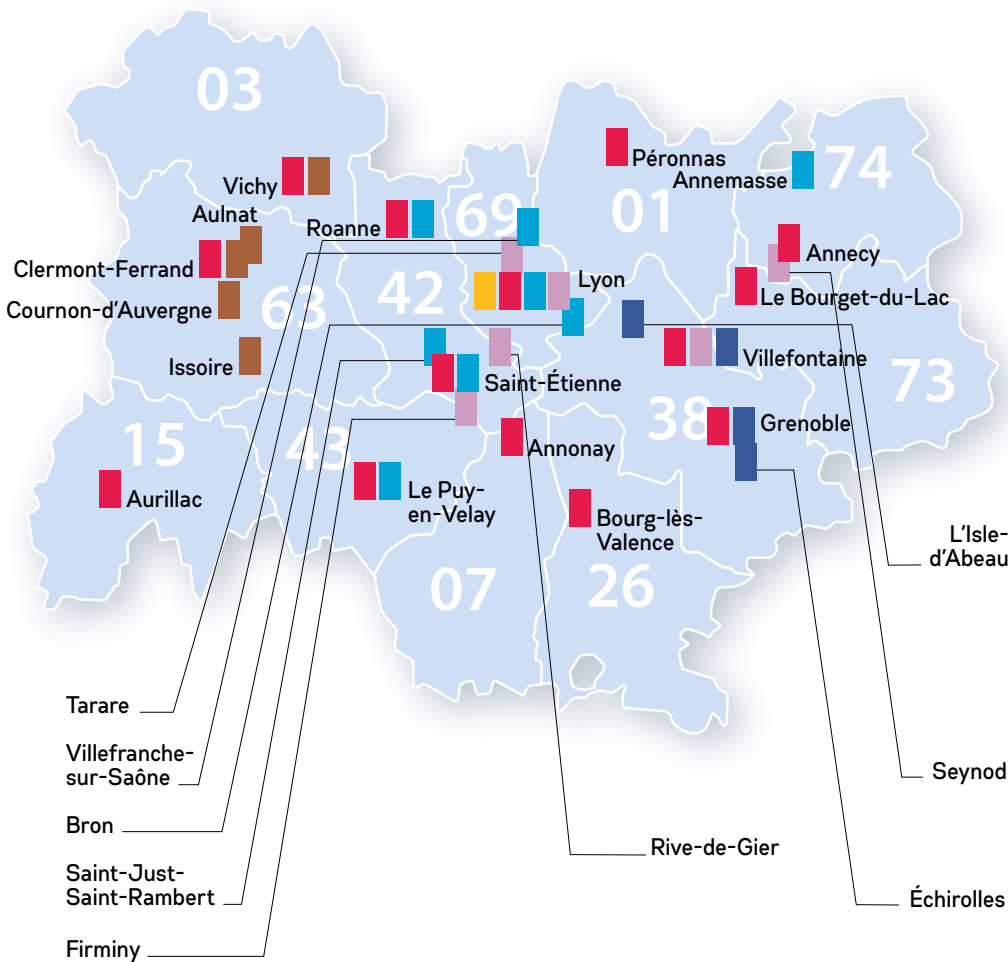 03
Vichy
Aulnat
Clermont-Ferrand
Cournon-d'Auvergne
63
Issoire
Roanne
69
42
Lyon
Péronnas
01
Annemasse
74
Annecy
Le Bourget-du-Lac
73
Villefontaine
38
Grenoble
Saint-Étienne
15
Aurillac
43
Annonay
Le Puy-
en-Velay
Bourg-lès-
Valence
07
26
L'Isle-
d'Abeau
Tarare
Villefranche-
sur-Saône
Seynod
Bron
Rive-de-Gier
Saint-Just-
Saint-Rambert
Échirolles
Firminy